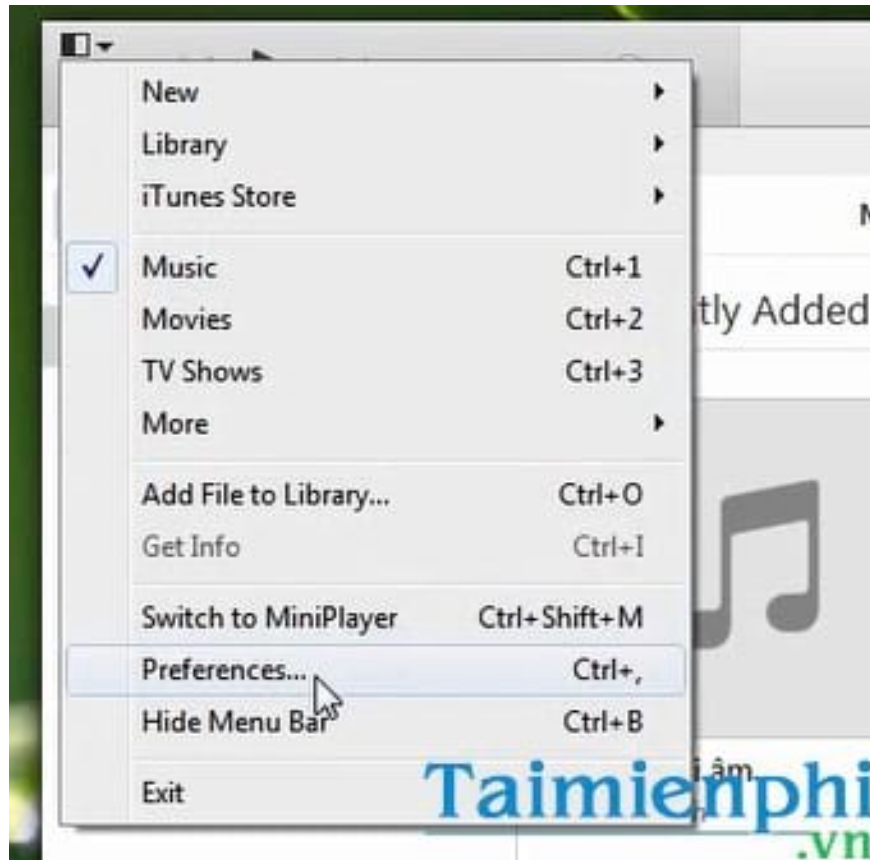 New
Library
iTunes Store
M
Music Ctrl+1
Movies Ctrl+2
tly Added
TV Shows Ctrl+3
More
Add File to Library... Ctrl+O
Get Info Ctrl+I
Switch to MiniPlayer Ctrl+Shift+M
Preferences... Ctrl+,
Hide Menu Bar Ctrl+B
i âm
Exit
Taimienphi
.vn